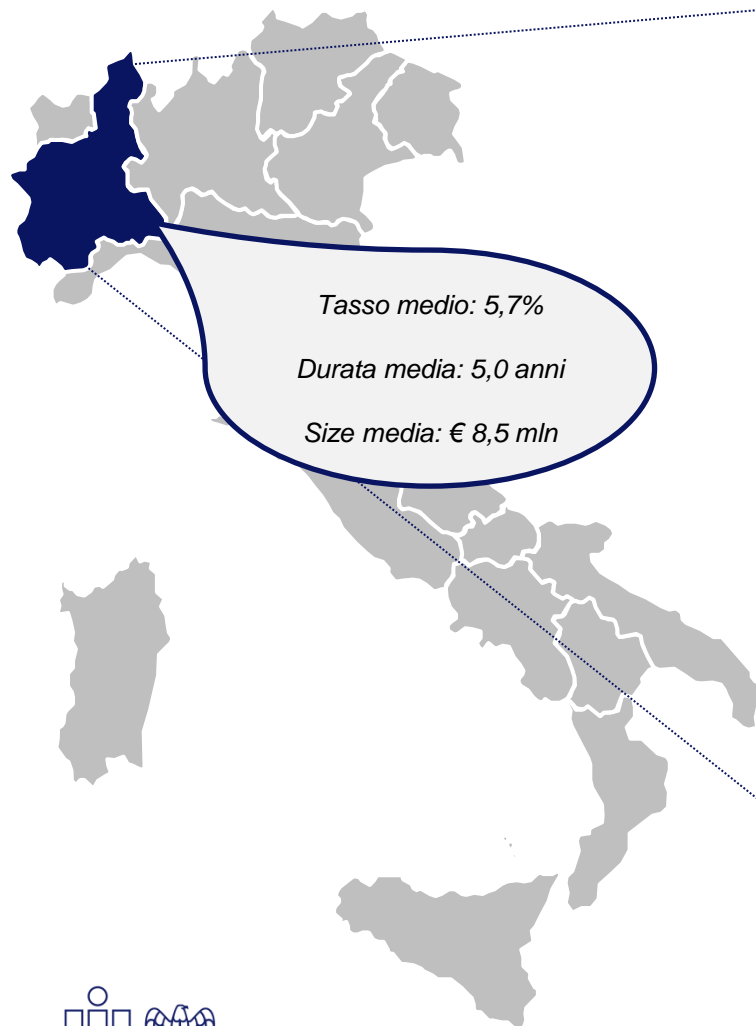 Tasso medio: 5,7%
Durata media: 5,0 anni
Size media: € 8,5 mln